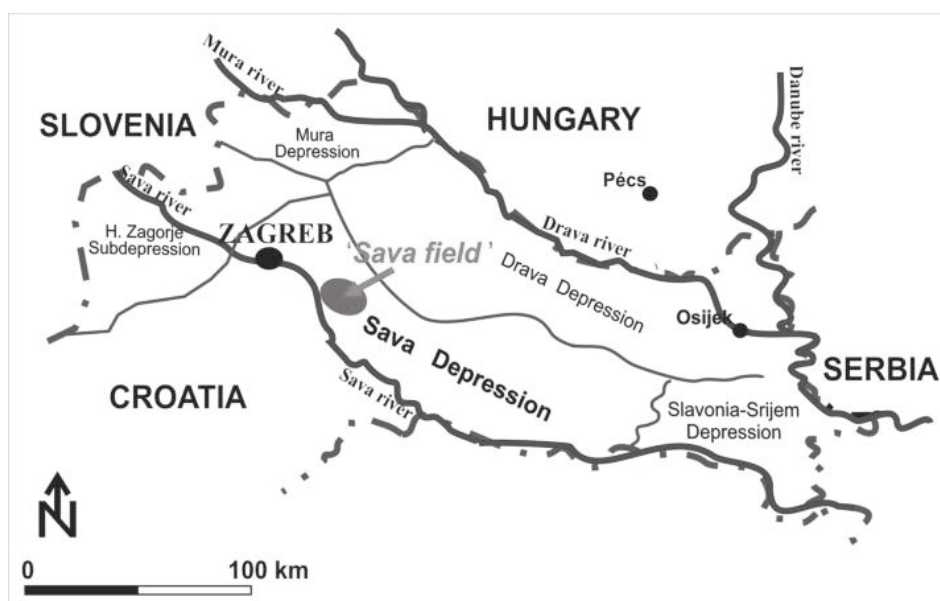 Mura river
SLOVENIA
HUNGARY
Danube river
Mura
Depression
Pécs
Sava river
H. Zagorje
Subdepression
ZAGREB
Drava river
'Sava field'
Drava Depression
Osijek
Sava Depression
SERBIA
CROATIA
Sava river
Slavonia-Srijem
Depression
N
0 100 km